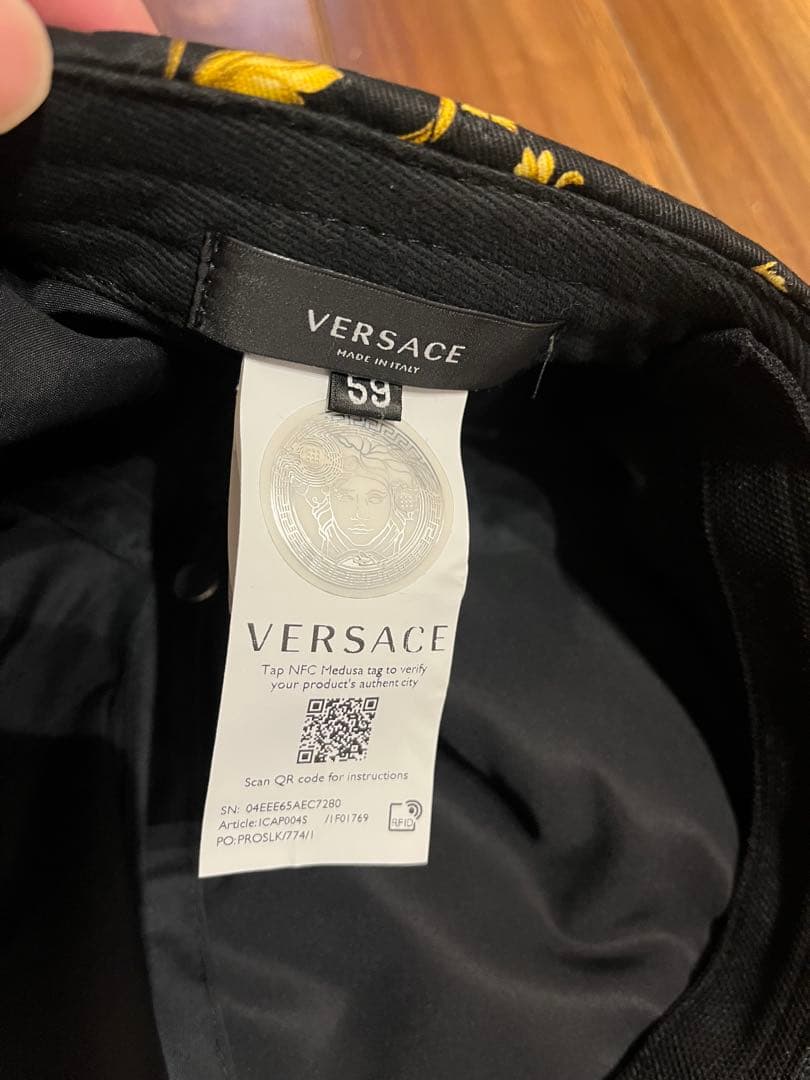 VERSACE
MADE IN ITALY
59
VERSACE
Tap NFC Medusa tag to verify
your product's authent city
Scan QR code for instructions
SN: 04EEE65AEC7280
Article:1CAP004S /1F01769
PO:PROSLK/774/1
RFID